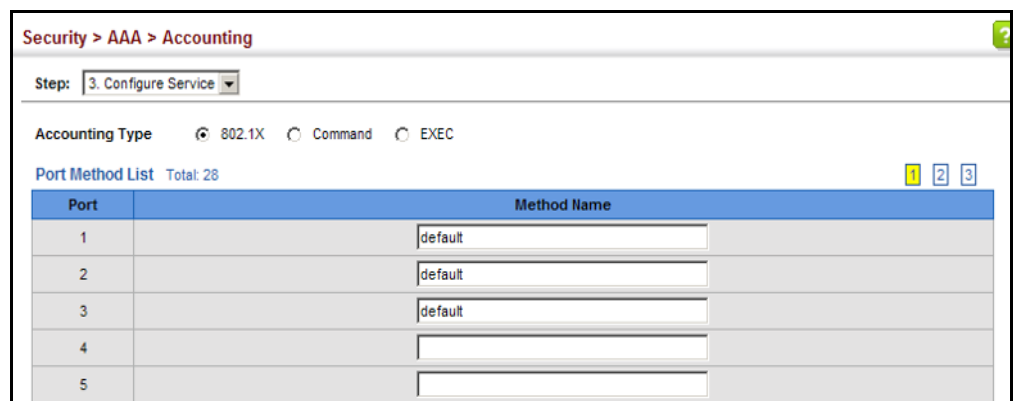 Security > AAA > Accounting
?
Step: 3. Configure Service
Accounting Type 802.1X Command EXEC
Port Method List Total: 28 1 2 3
Port Method Name
1 default
2 default
3 default
4
5